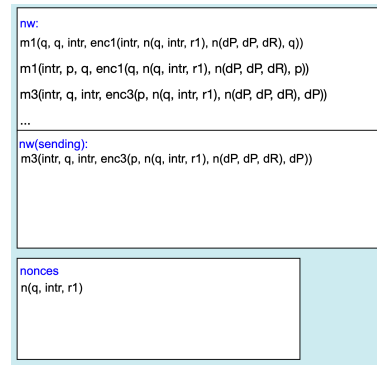 nw:
m1(q, q, intr, enc1(intr, n(q, intr, r1), n(dP, dP, dR), q))
m1(intr, p, q, enc1(q, n(q, intr, r1), n(dP, dP, dR), p))
m3(intr, q, intr, enc3(p, n(q, intr, r1), n(dP, dP, dR), dP))
...
nw(sending):
m3(intr, q, intr, enc3(p, n(q, intr, r1), n(dP, dP, dR), dP))
nonces
n(q, intr, r1)